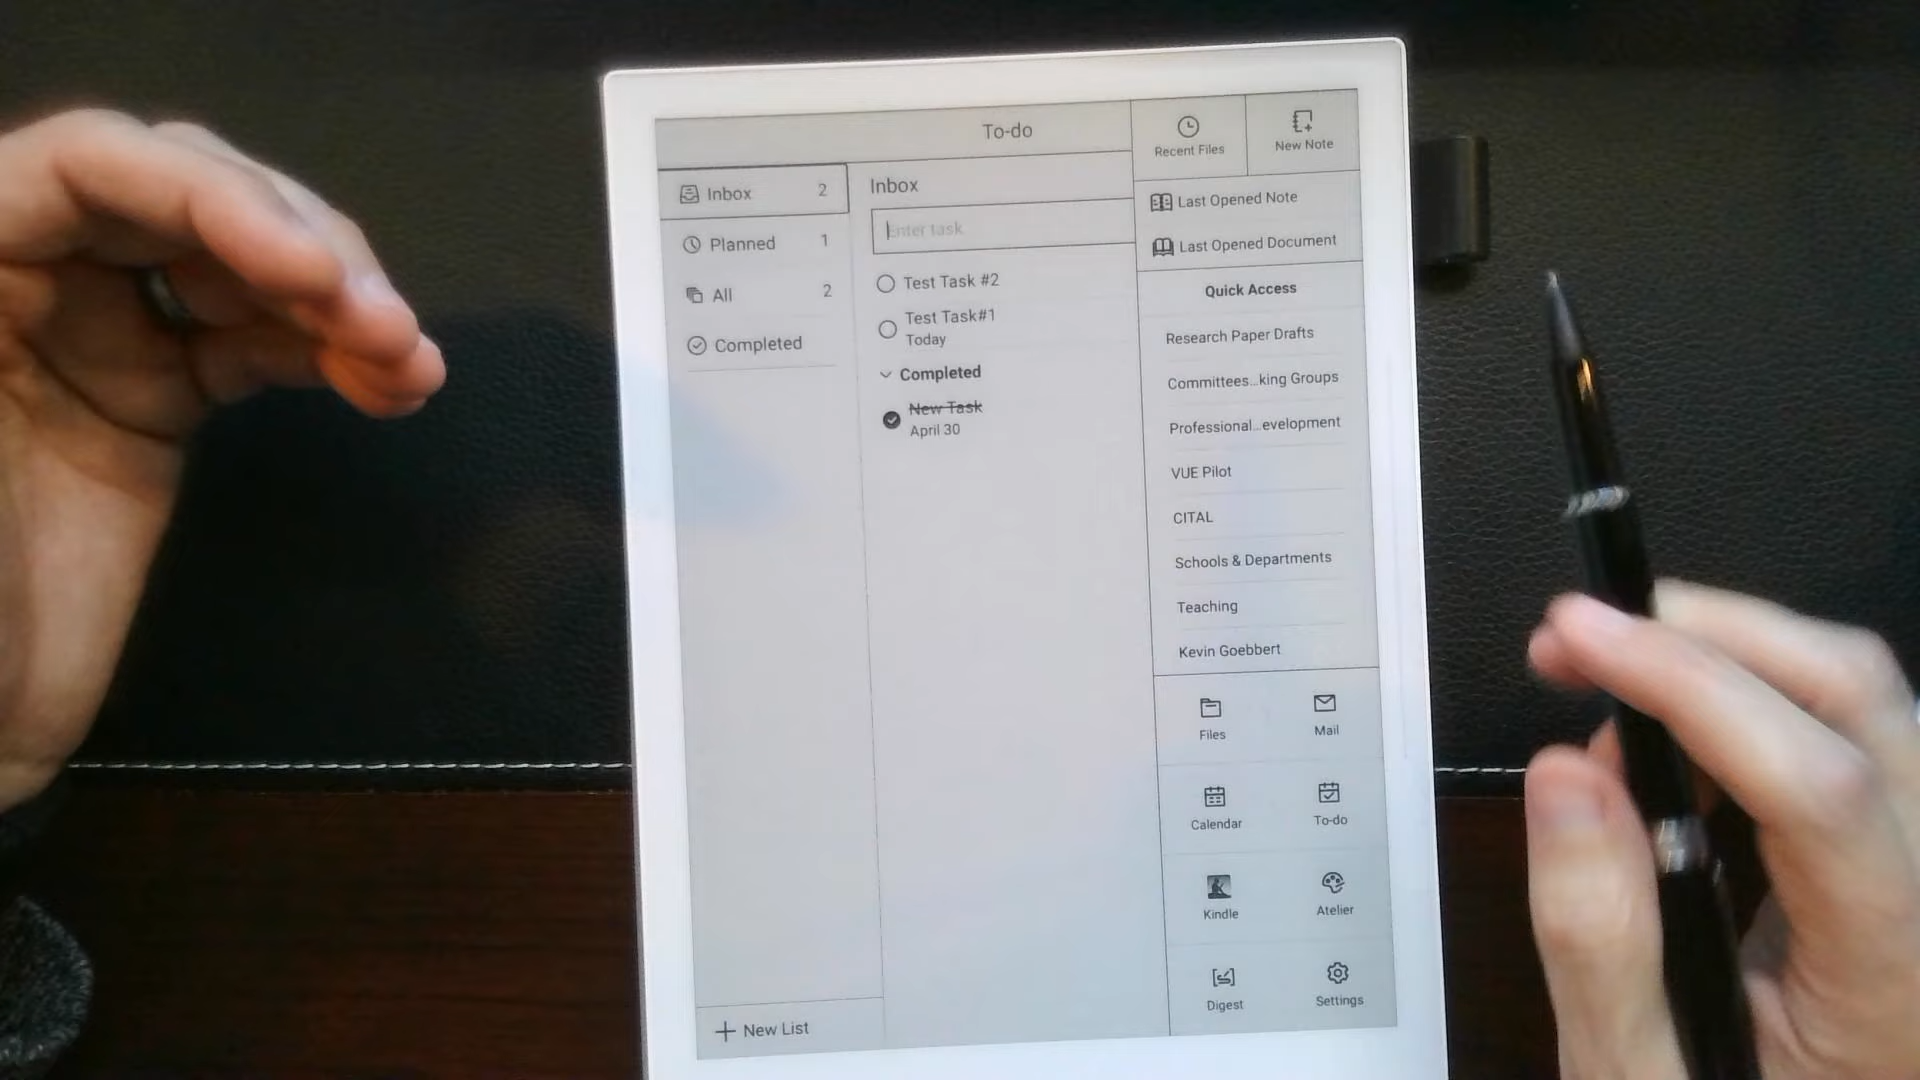 To-do
Inbox 2
Planned 1
All 2
Completed
New List
Inbox
Enter task
Test Task #2
Test Task#1
Today
Completed
New Task
April 30
Recent Files
New Note
Last Opened Note
Last Opened Document
Quick Access
Research Paper Drafts
Committees...king Groups
Professional...evelopment
VUE Pilot
CITAL
Schools & Departments
Teaching
Kevin Goebbert
Files
Mail
Calendar
To-do
Kindle
Atelier
Digest
Settings